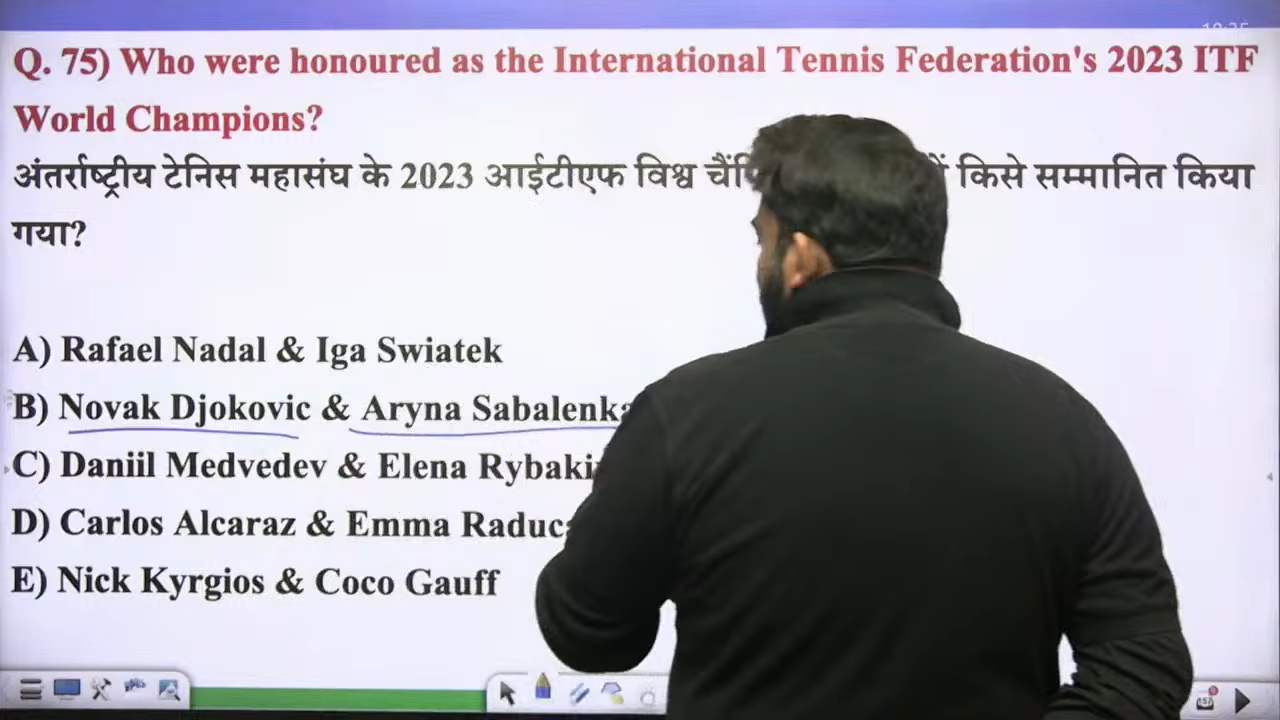 Q. 75) Who were honoured as the International Tennis Federation's 2023 ITF
World Champions?
अंतर्राष्ट्रीय टेनिस महासंघ के 2023 आईटीएफ विश्व किसे सम्मानित किया
गया?
A) Rafael Nadal & Iga Swiatek
B) Novak Djokovic & Aryna Sabalenka
C) Daniil Medvedev & Elena
D) Carlos Alcaraz & Emma
E) Nick Kyrgios & Coco Gauff